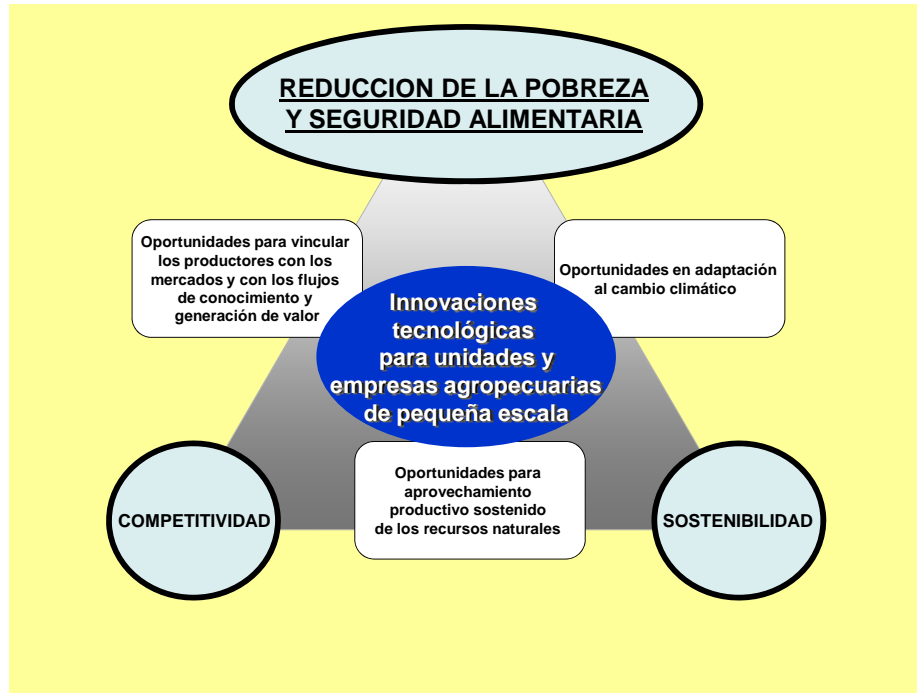 REDUCCION DE LA POBREZA
Y SEGURIDAD ALIMENTARIA
Oportunidades para vincular
los productores con los
mercados y con los flujos
de conocimiento y
generación de valor
Oportunidades en adaptación
al cambio climático
Innovaciones
tecnológicas
para unidades y
empresas agropecuarias
de pequeña escala
Oportunidades para
aprovechamiento
productivo sostenido
de los recursos naturales
COMPETITIVIDAD
SOSTENIBILIDAD